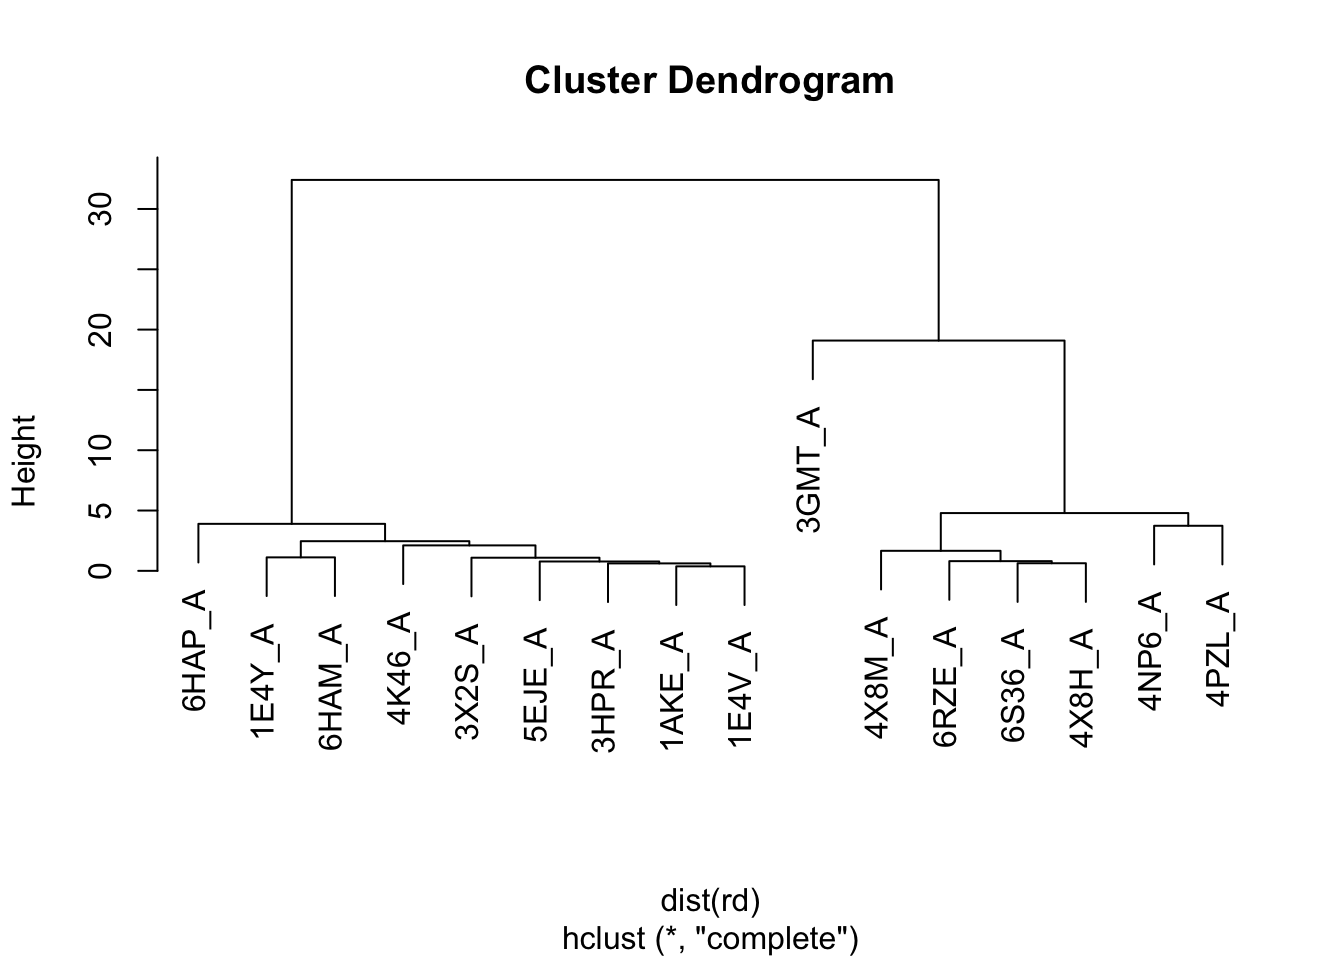 Cluster Dendrogram
Height
30
20
10
5
0
6HAP_A
1E4Y_A
6HAM_A
4K46_A
3X2S_A
5EJE_A
3HPR_A
1AKE_A
1E4V_A
3GMT_A
4X8M_A
6RZE_A
6S36_A
4X8H_A
4NP6_A
4PZL_A
dist(rd)
hclust (*, "complete")